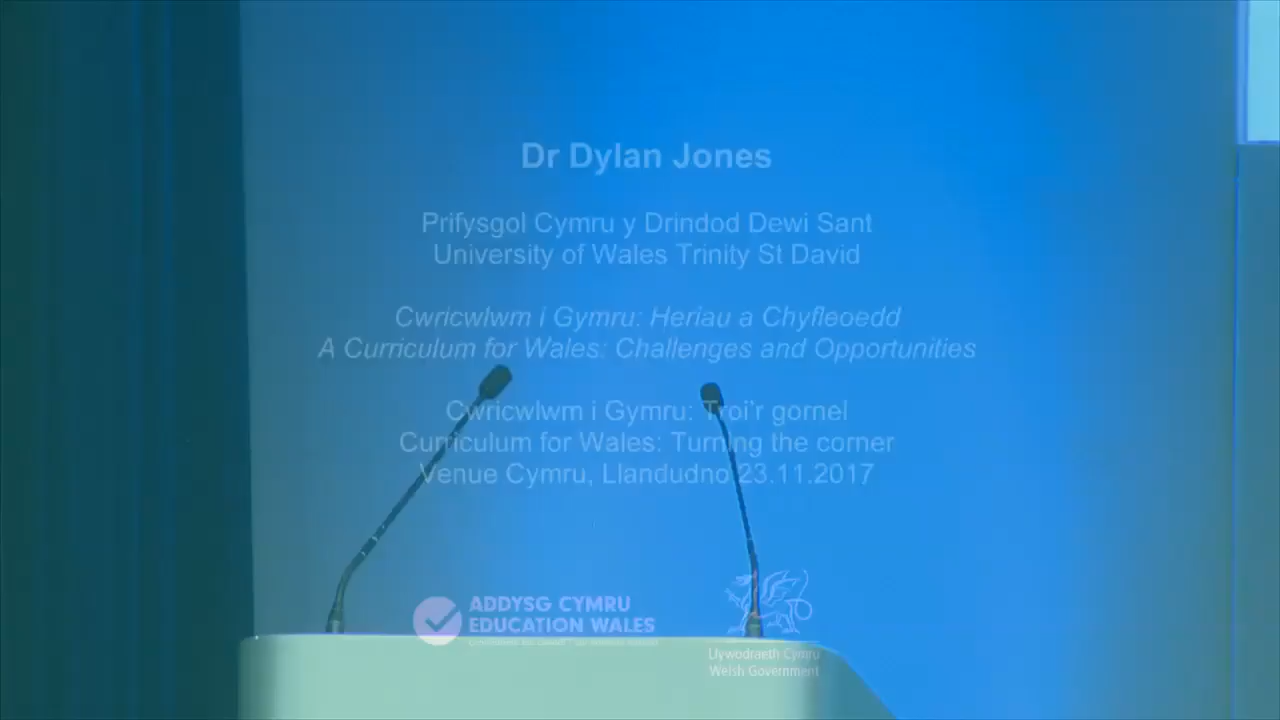 Dr Dylan Jones
Prifysgol Cymru y Drindod Dewi Sant
University of Wales Trinity St David
Cwricwlwm i Gymru: Heriau a Chyfleoedd
A Curriculum for Wales: Challenges and Opportunities
Cwricwlwm i Gymru: Troi'r gornel
Curriculum for Wales: Turning the corner
Venue Cymru, Llandudno 23.11.2017
ADDYSG CYMRU
EDUCATION WALES
Llywodraeth Cymru
Welsh Government